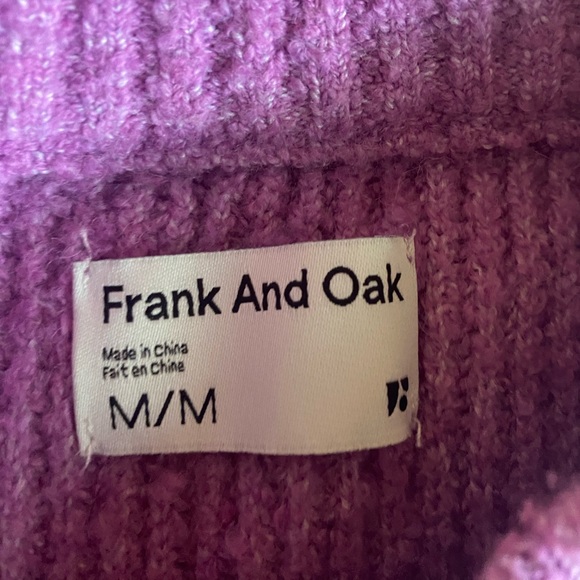 Frank And Oak
Made in China
Fait en Chine
M/M